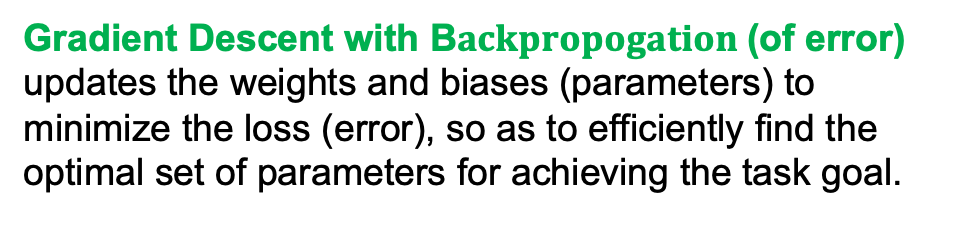 Gradient Descent with Backpropogation (of error)
updates the weights and biases (parameters) to
minimize the loss (error), so as to efficiently find the
optimal set of parameters for achieving the task goal.